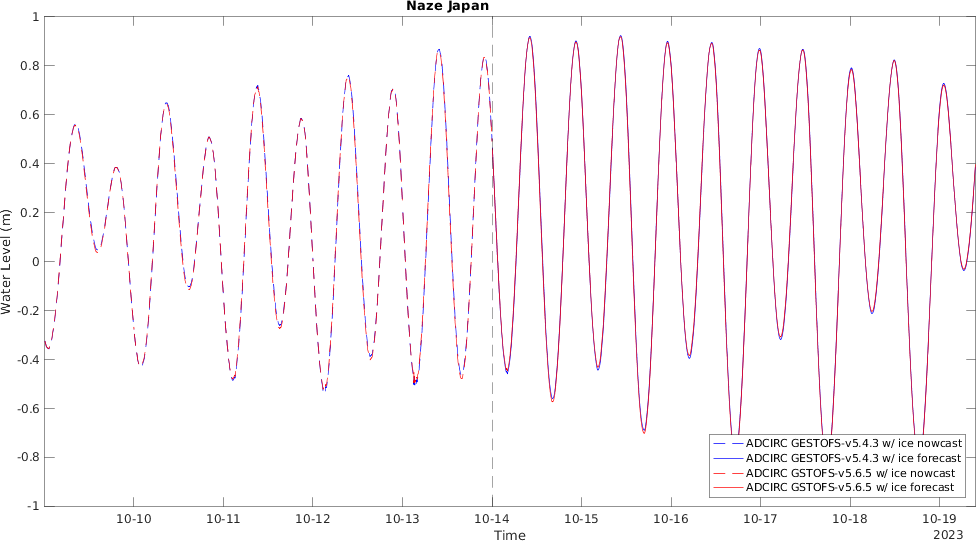 Naze Japan
1
0.8
0.6
0.4
0.2
0
-0.2
-0.4
-0.6
-0.8
-1
Water Level (m)
ADCIRC GESTOFS-v5.4.3 w/ ice nowcast
ADCIRC GESTOFS-v5.4.3 w/ ice forecast
ADCIRC GSTOFS-v5.6.5 w/ ice nowcast
ADCIRC GSTOFS-v5.6.5 w/ ice forecast
10-10 10-11 10-12 10-13 10-14 10-15 10-16 10-17 10-18 10-19
Time
2023